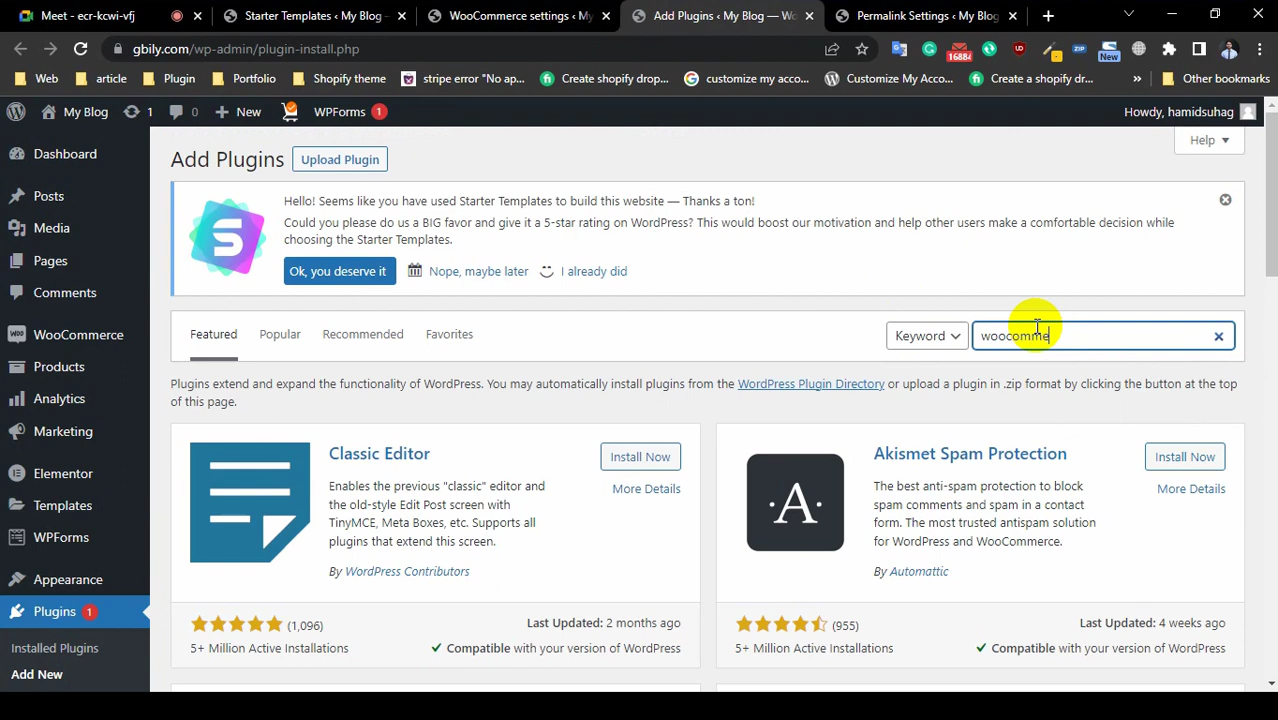 Meet - ecr-kcwi-vfj
Starter Templates ‹ My Blog -
WooCommerce settings ‹ My
Add Plugins ‹ My Blog — Wo
Permalink Settings ‹ My Blog
gbily.com/wp-admin/plugin-install.php
16884
ZIP
New
Web
article
Plugin
Portfolio
Shopify theme
stripe error "No ap...
Create shopify drop...
customize my acco...
Customize My Acco...
Create a shopify dr...
»
Other bookmarks
My Blog
1
0
New
WPForms 1
Howdy, hamidsuhag
Dashboard
Posts
Media
Pages
Comments
WooCommerce
Products
Analytics
Marketing
Elementor
Templates
WPForms
Appearance
Plugins 1
Installed Plugins
Add New
Help
Add Plugins
Upload Plugin
Hello! Seems like you have used Starter Templates to build this website — Thanks a ton!
Could you please do us a BIG favor and give it a 5-star rating on WordPress? This would boost our motivation and help other users make a comfortable decision while
choosing the Starter Templates.
Ok, you deserve it
Nope, maybe later
I already did
Featured
Popular
Recommended
Favorites
Keyword
woocomme
Plugins extend and expand the functionality of WordPress. You may automatically install plugins from the WordPress Plugin Directory or upload a plugin in .zip format by clicking the button at the top
of this page.
Classic Editor
Install Now
More Details
Enables the previous "classic" editor and
the old-style Edit Post screen with
TinyMCE, Meta Boxes, etc. Supports all
plugins that extend this screen.
By WordPress Contributors
(1,096)
Last Updated: 2 months ago
5+ Million Active Installations
Compatible with your version of WordPress
Akismet Spam Protection
Install Now
More Details
The best anti-spam protection to block
spam comments and spam in a contact
form. The most trusted antispam solution
for WordPress and WooCommerce.
By Automattic
·A·
(955)
Last Updated: 4 weeks ago
5+ Million Active Installations
Compatible with your version of WordPress